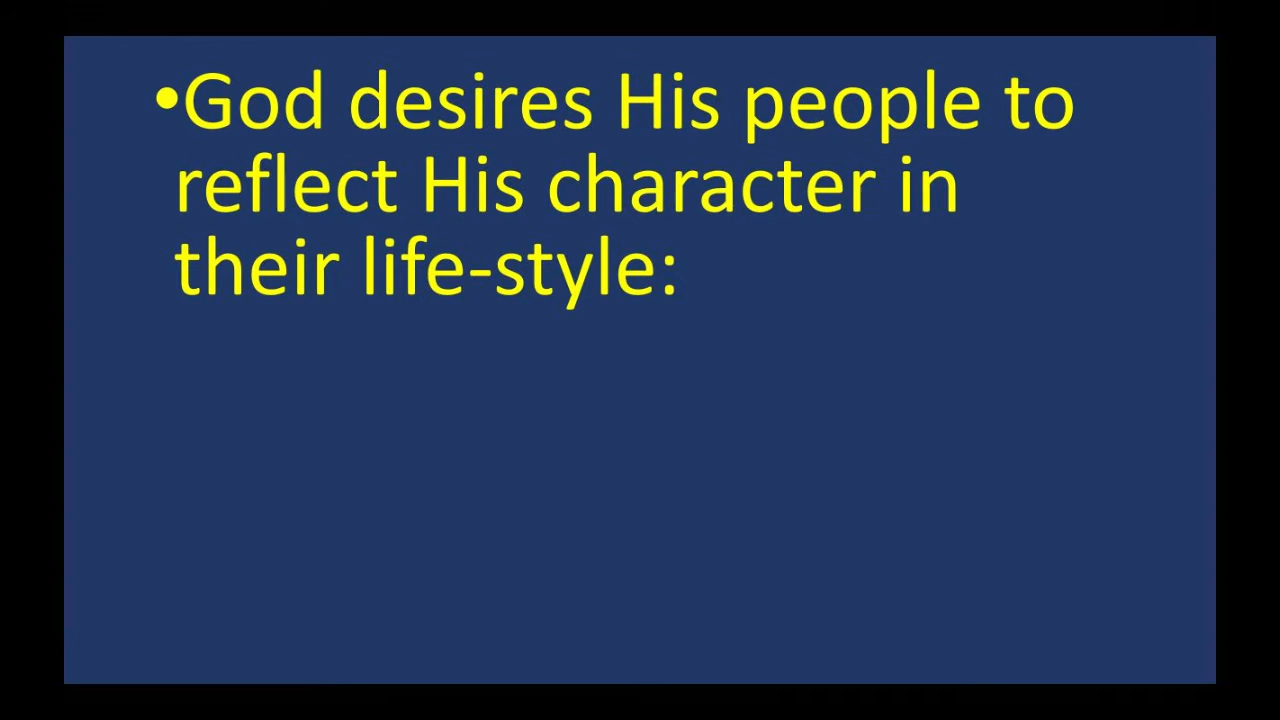 •God desires His people to
reflect His character in
their life-style: